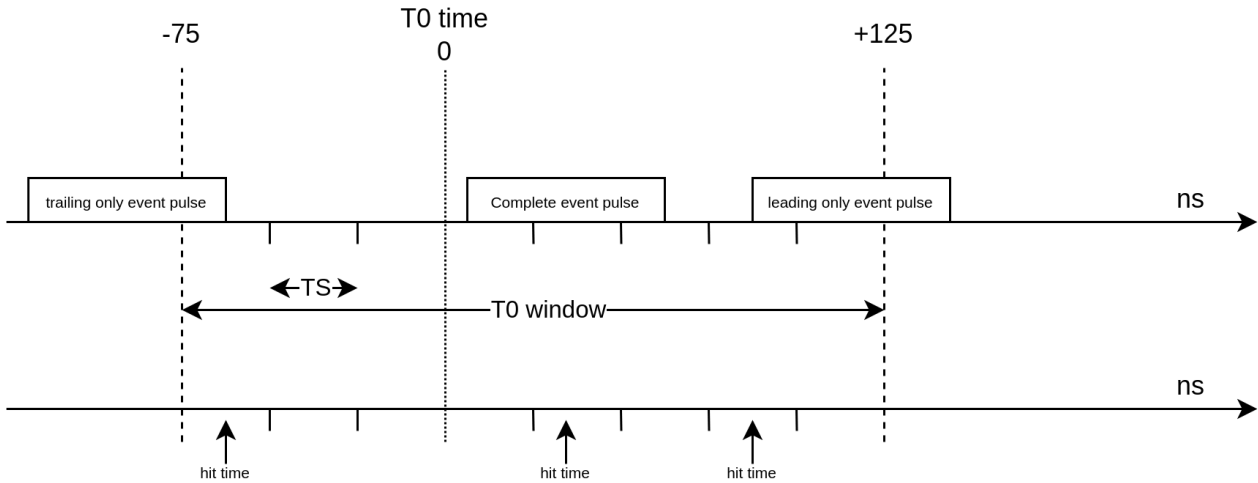 T0 time
-75
0
+125
trailing only event pulse
Complete event pulse
leading only event pulse
ns
TS
T0 window
ns
hit time
hit time
hit time